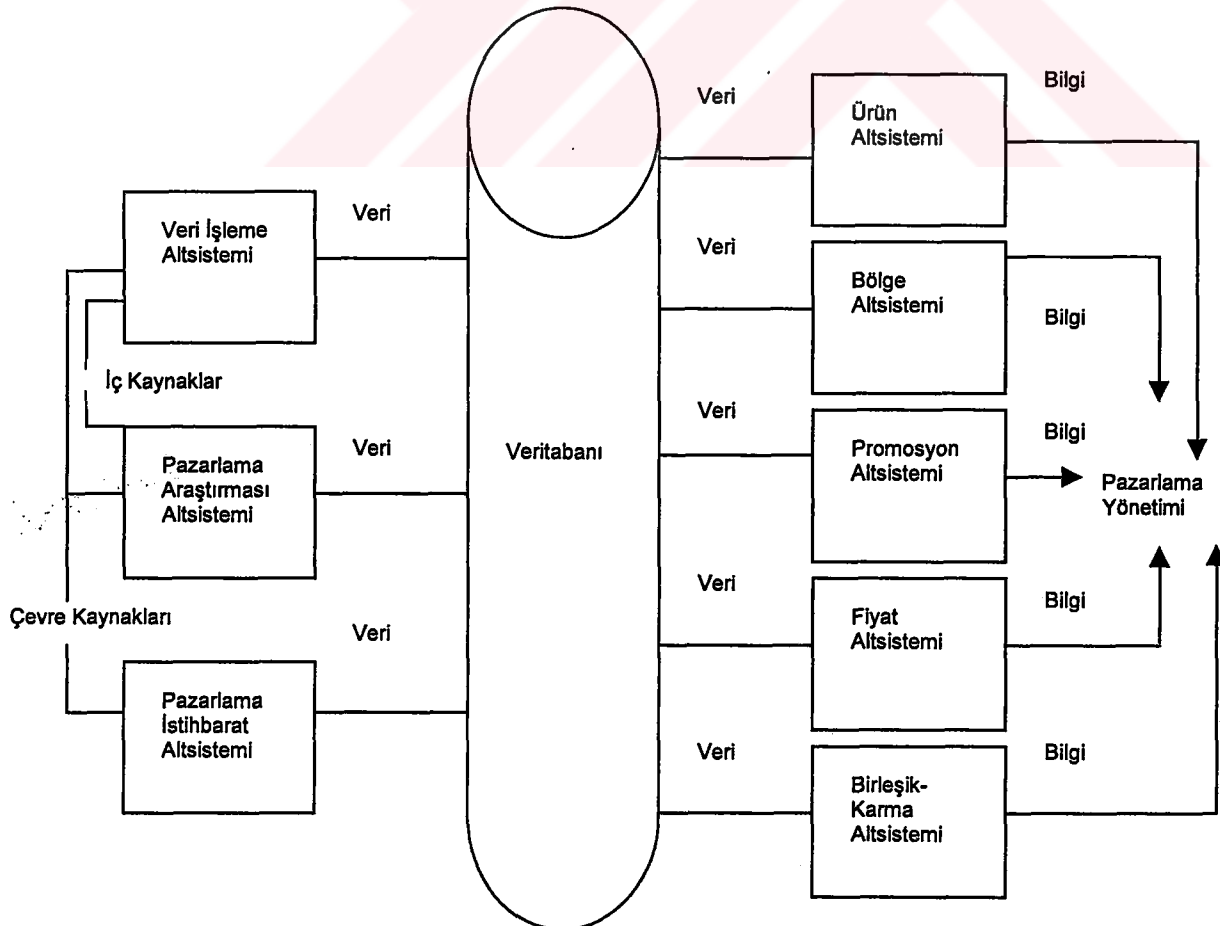 Veri İşleme
Altsistemi
Veri
İç Kaynaklar
Pazarlama
Araştırması
Altsistemi
Veri
Çevre Kaynakları
Pazarlama
İstihbarat
Altsistemi
Veri
Veritabanı
Veri
Ürün
Altsistemi
Bilgi
Veri
Bölge
Altsistemi
Bilgi
Veri
Promosyon
Altsistemi
Bilgi
Veri
Fiyat
Altsistemi
Bilgi
Veri
Birleşik-
Karma
Altsistemi
Bilgi
Pazarlama
Yönetimi